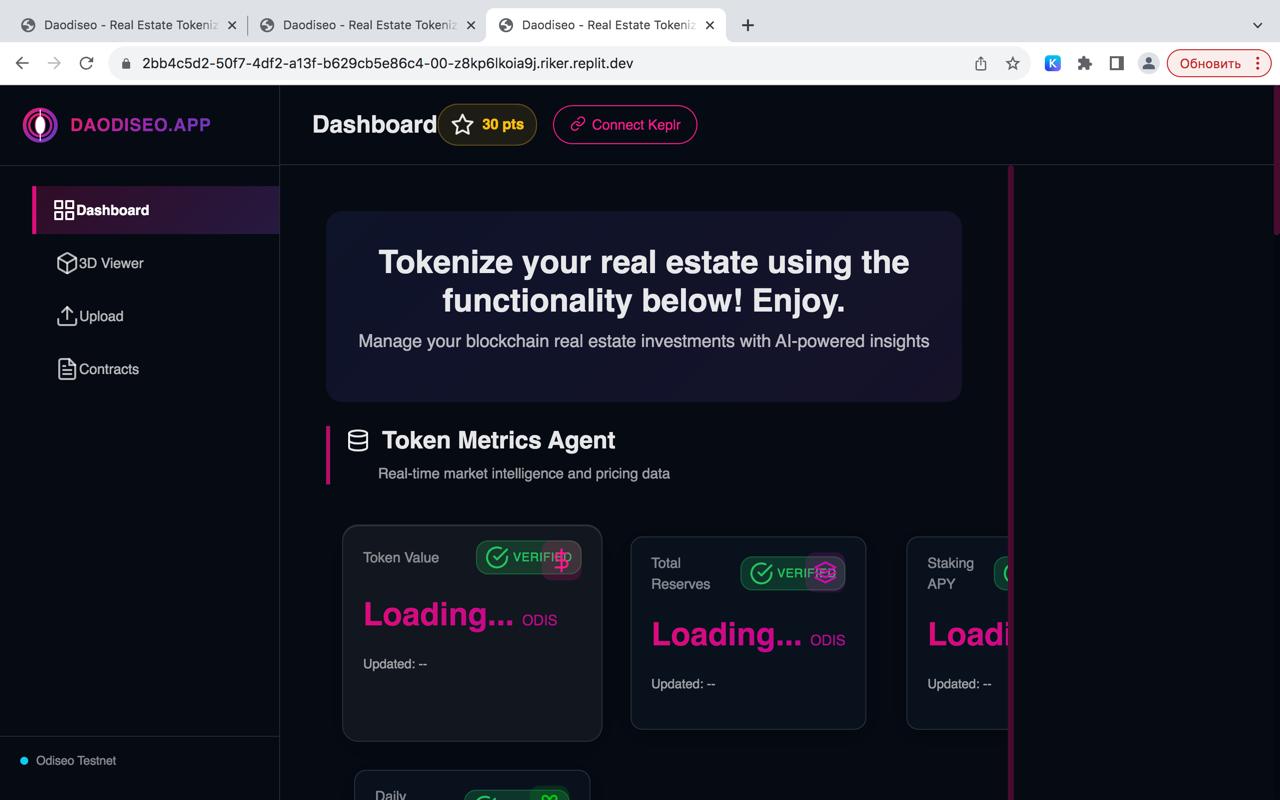 Daodiseo - Real Estate Tokeniz
Daodiseo - Real Estate Tokeniz
Daodiseo - Real Estate Tokeniz
2bb4c5d2-50f7-4df2-a13f-b629cb5e86c4-00-z8kp6lkoia9j.riker.replit.dev
Обновить
DAODISEO.APP
Dashboard
30 pts
Connect Keplr
Dashboard
3D Viewer
Upload
Contracts
Odiseo Testnet
Tokenize your real estate using the
functionality below! Enjoy.
Manage your blockchain real estate investments with AI-powered insights
Token Metrics Agent
Real-time market intelligence and pricing data
Token Value
VERIFIED
Loading... ODIS
Updated: --
Total
Reserves
VERIFIED
Loading... ODIS
Updated: --
Staking
APY
Loadi
Updated: --
Daily